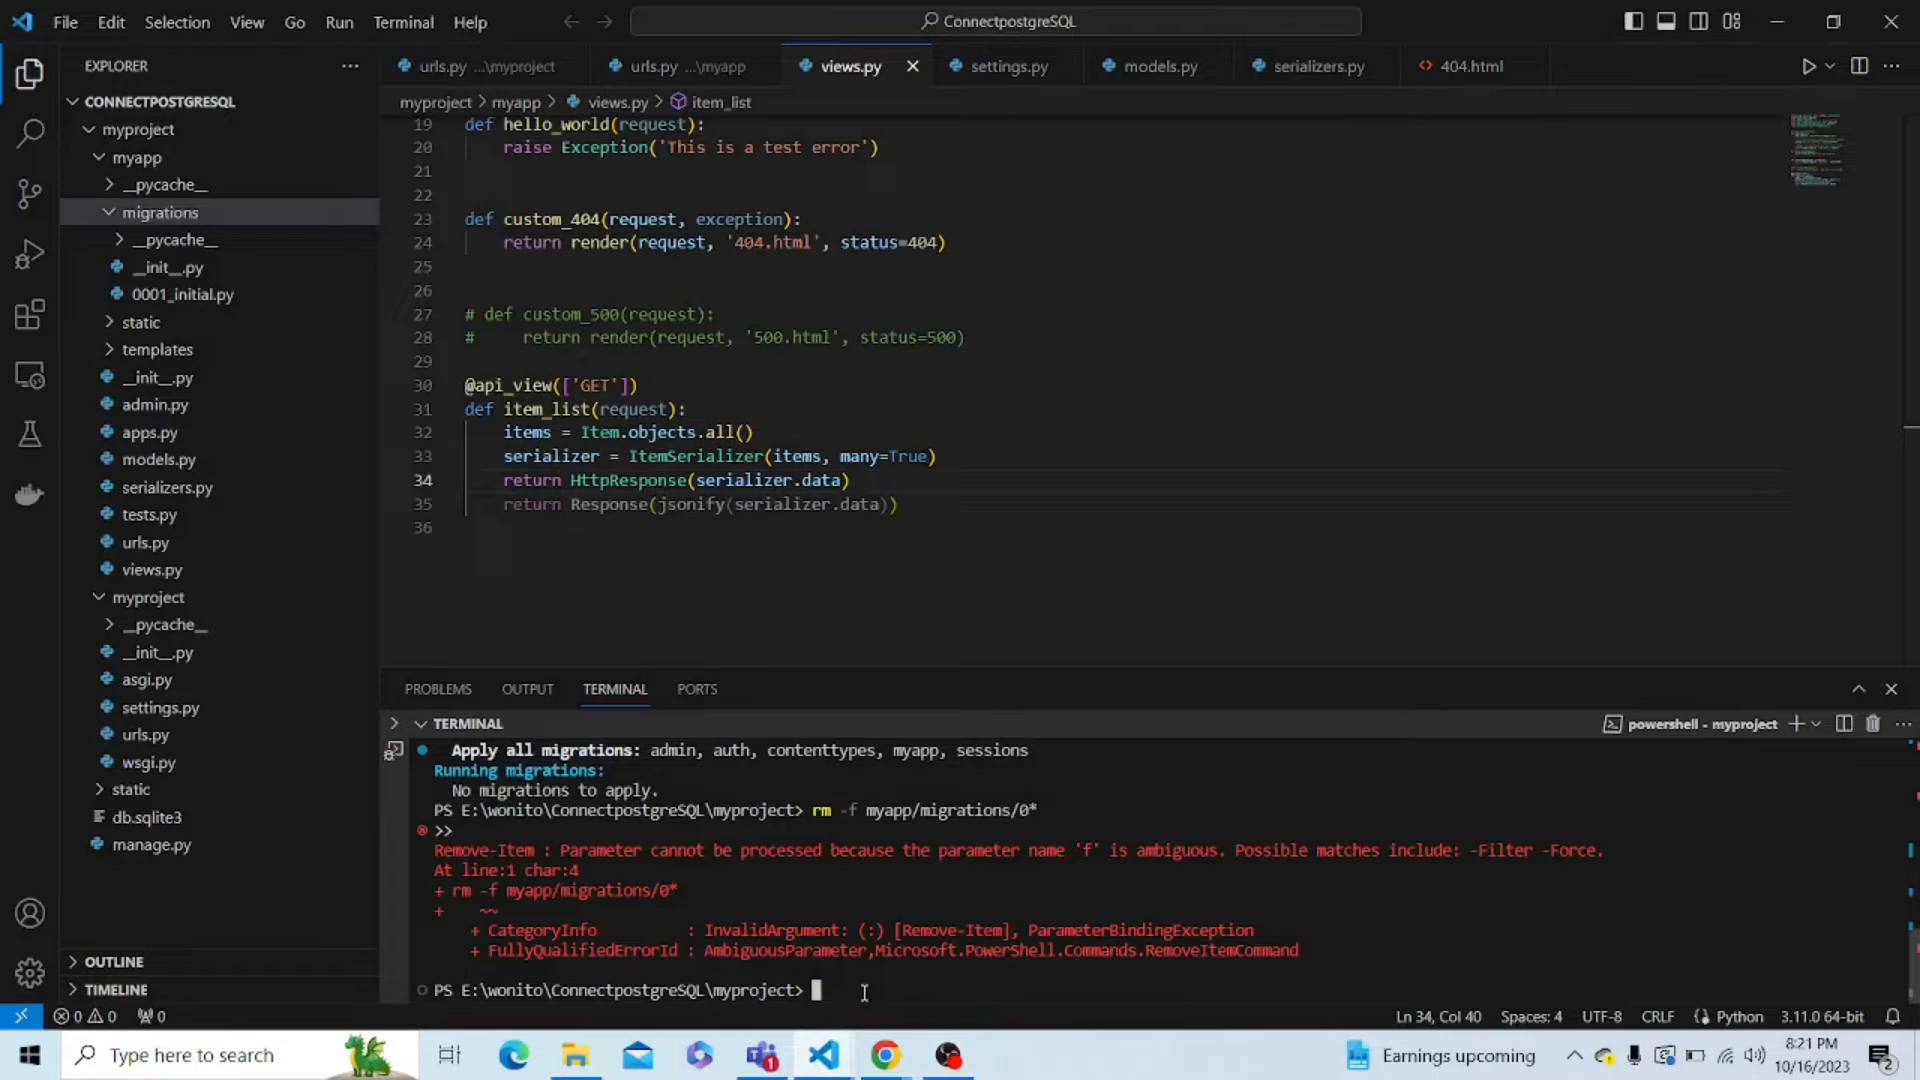 File Edit Selection View Go Run Terminal Help
ConnectpostgreSQL
EXPLORER
urls.py ...\myproject
urls.py ...\myapp
views.py
settings.py
models.py
serializers.py
404.html
myproject > myapp > views.py > item_list
CONNECTPOSTGRESQL
myproject
myapp
__pycache__
migrations
__pycache__
__init__.py
0001_initial.py
static
templates
__init__.py
admin.py
apps.py
models.py
serializers.py
tests.py
urls.py
views.py
myproject
__pycache__
__init__.py
asgi.py
settings.py
urls.py
wsgi.py
static
db.sqlite3
manage.py
OUTLINE
TIMELINE
19 def hello_world(request):
20 raise Exception('This is a test error')
21
22
23 def custom_404(request, exception):
24 return render(request, '404.html', status=404)
25
26
27 # def custom_500(request):
28 # return render(request, '500.html', status=500)
29
30 @api_view(['GET'])
31 def item_list(request):
32 items = Item.objects.all()
33 serializer = ItemSerializer(items, many=True)
34 return HttpResponse(serializer.data)
35 return Response(jsonify(serializer.data))
36
PROBLEMS OUTPUT TERMINAL PORTS
TERMINAL
powershell - myproject
Apply all migrations: admin, auth, contenttypes, myapp, sessions
Running migrations:
No migrations to apply.
PS E:\wonito\ConnectpostgreSQL\myproject> rm -f myapp/migrations/0*
>>
Remove-Item : Parameter cannot be processed because the parameter name 'f' is ambiguous. Possible matches include: -Filter -Force.
At line:1 char:4
+ rm -f myapp/migrations/0*
+ ~~
+ CategoryInfo : InvalidArgument: (:) [Remove-Item], ParameterBindingException
+ FullyQualifiedErrorId : AmbiguousParameter,Microsoft.PowerShell.Commands.RemoveItemCommand
PS E:\wonito\ConnectpostgreSQL\myproject>
0 0 0
Ln 34, Col 40 Spaces: 4 UTF-8 CRLF Python 3.11.0 64-bit
Type here to search
1
Earnings upcoming
8:21 PM
10/16/2023
2